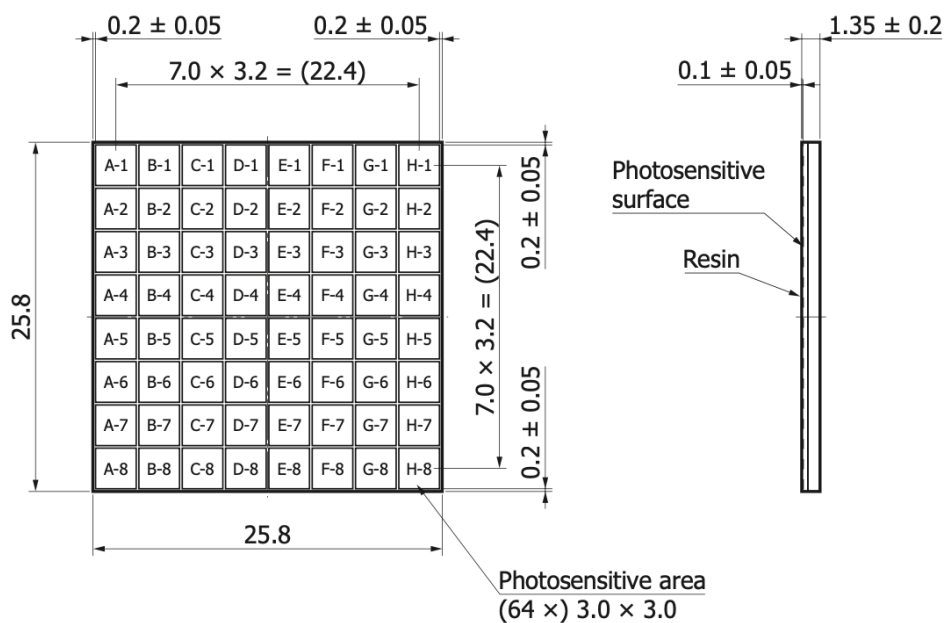 0.2 ± 0.05
0.2 ± 0.05
1.35 ± 0.2
7.0 × 3.2 = (22.4)
0.1 ± 0.05
A-1 B-1 C-1 D-1 E-1 F-1 G-1 H-1
A-2 B-2 C-2 D-2 E-2 F-2 G-2 H-2
A-3 B-3 C-3 D-3 E-3 F-3 G-3 H-3
A-4 B-4 C-4 D-4 E-4 F-4 G-4 H-4
A-5 B-5 C-5 D-5 E-5 F-5 G-5 H-5
A-6 B-6 C-6 D-6 E-6 F-6 G-6 H-6
A-7 B-7 C-7 D-7 E-7 F-7 G-7 H-7
A-8 B-8 C-8 D-8 E-8 F-8 G-8 H-8
25.8
7.0 × 3.2 = (22.4)
0.2 ± 0.05
0.2 ± 0.05
Photosensitive
surface
Resin
25.8
Photosensitive area
(64 ×) 3.0 × 3.0